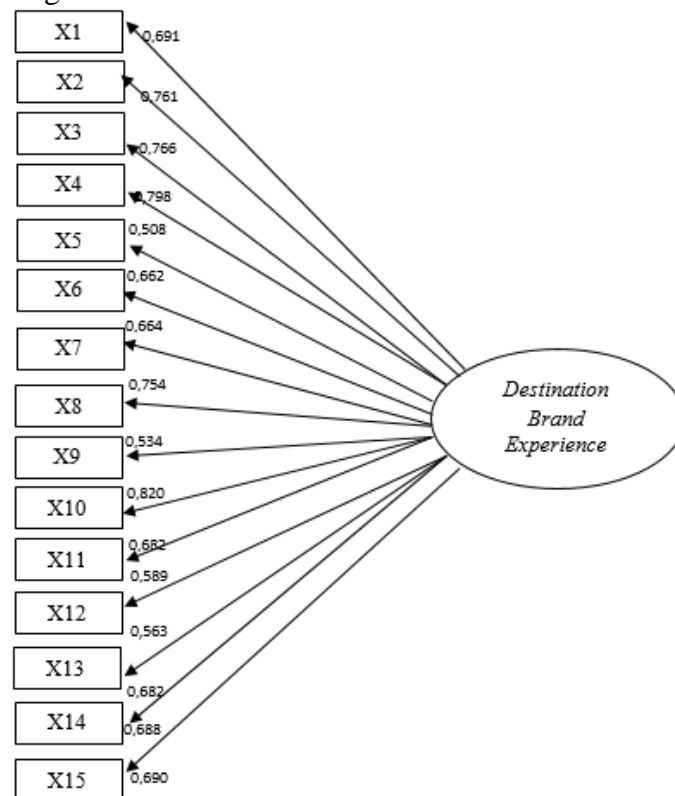 X1
0,691
X2
0,761
X3
0,766
X4
0,798
0,508
X5
0,662
X6
0,664
X7
0,754
X8
0,534
X9
0,820
X10
0,682
X11
0,589
X12
0,563
X13
0,682
X14
0,688
X15
0,690
Destination
Brand
Experience